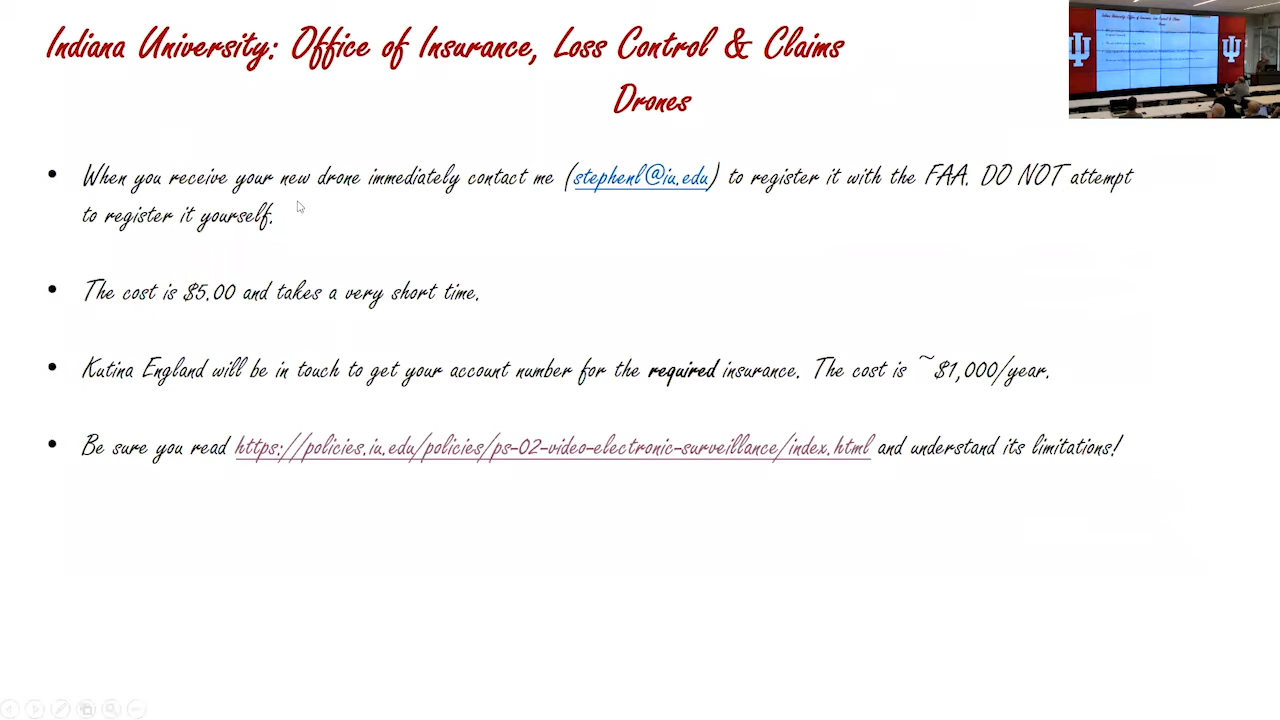 Indiana University: Office of Insurance, Loss Control & Claims
Drones
• When you receive your new drone immediately contact me (stephenl@iu.edu) to register it with the FAA. DO NOT attempt
to register it yourself.
• The cost is $5.00 and takes a very short time.
• Kutina England will be in touch to get your account number for the required insurance. The cost is ~$1,000/year.
• Be sure you read https://policies.iu.edu/policies/ps-02-video-electronic-surveillance/index.html and understand its limitations!